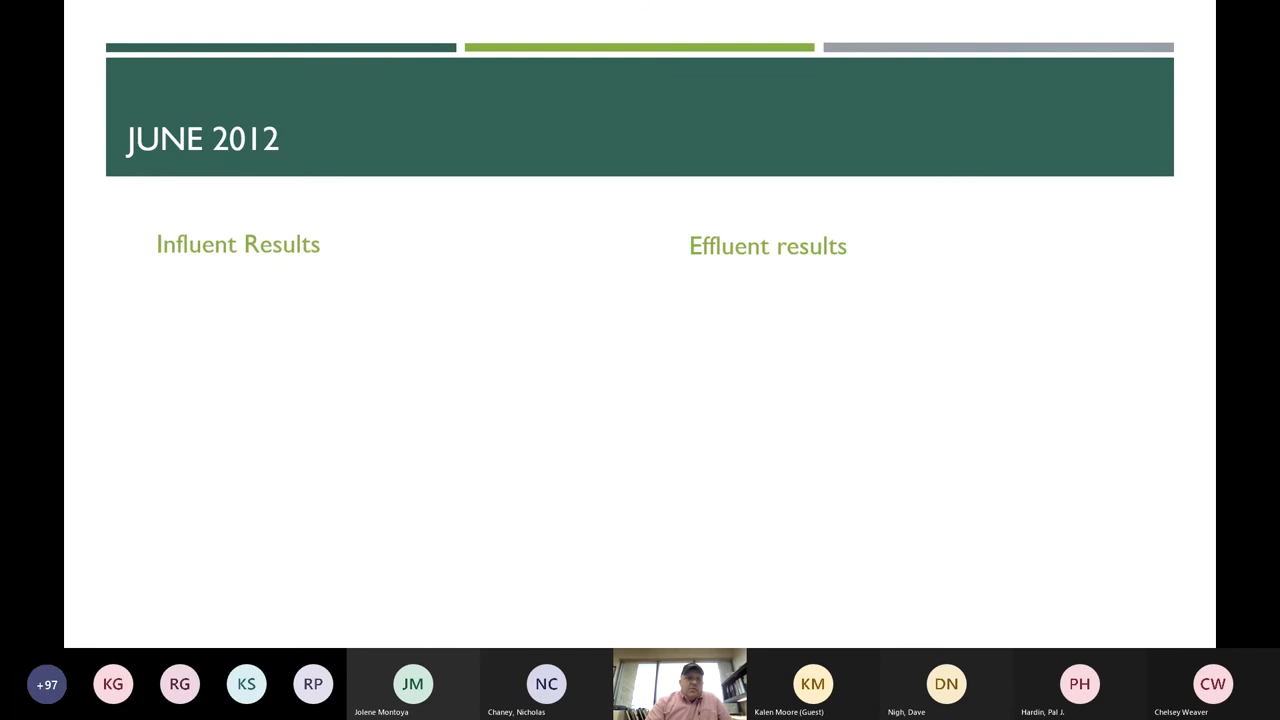 JUNE 2012
Influent Results
Effluent results
+97
KG
RG
KS
RP
JM
NC
KM
DN
PH
CW
Jolene Montoya
Chaney, Nicholas
Kalen Moore (Guest)
Nigh, Dave
Hardin, Pal J.
Chelsey Weaver